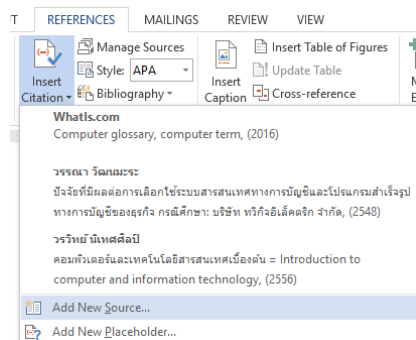 REFERENCES MAILINGS REVIEW VIEW
Insert Citation
Manage Sources
Style: APA
Bibliography
Insert Caption
Insert Table of Figures
Update Table
Cross-reference
WhatIs.com
Computer glossary, computer term, (2016)
วรรณา วัฒนมะระ
ปัจจัยที่มีผลต่อการเลือกใช้ระบบสารสนเทศทางการบัญชีและโปรแกรมสำเร็จรูป
ทางการบัญชีของธุรกิจ กรณีศึกษา: บริษัท ทวีกิจอีเล็คตริก จำกัด, (2548)
วรวิทย์ นิเทศศิลป์
คอมพิวเตอร์และเทคโนโลยีสารสนเทศเบื้องต้น = Introduction to
computer and information technology, (2556)
Add New Source...
Add New Placeholder...